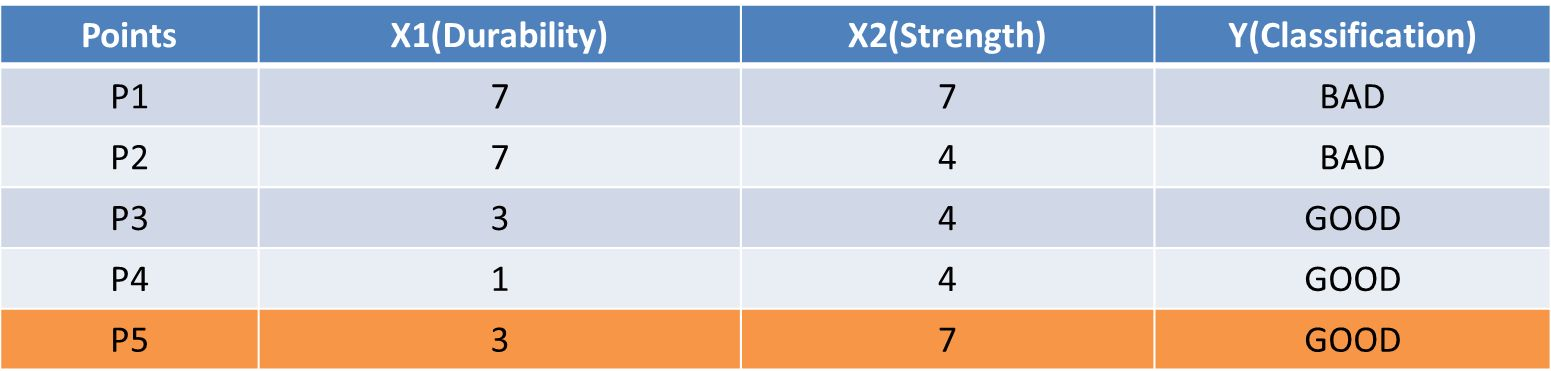 Points X1(Durability) X2(Strength) Y(Classification)
P1 7 7 BAD
P2 7 4 BAD
P3 3 4 GOOD
P4 1 4 GOOD
P5 3 7 GOOD